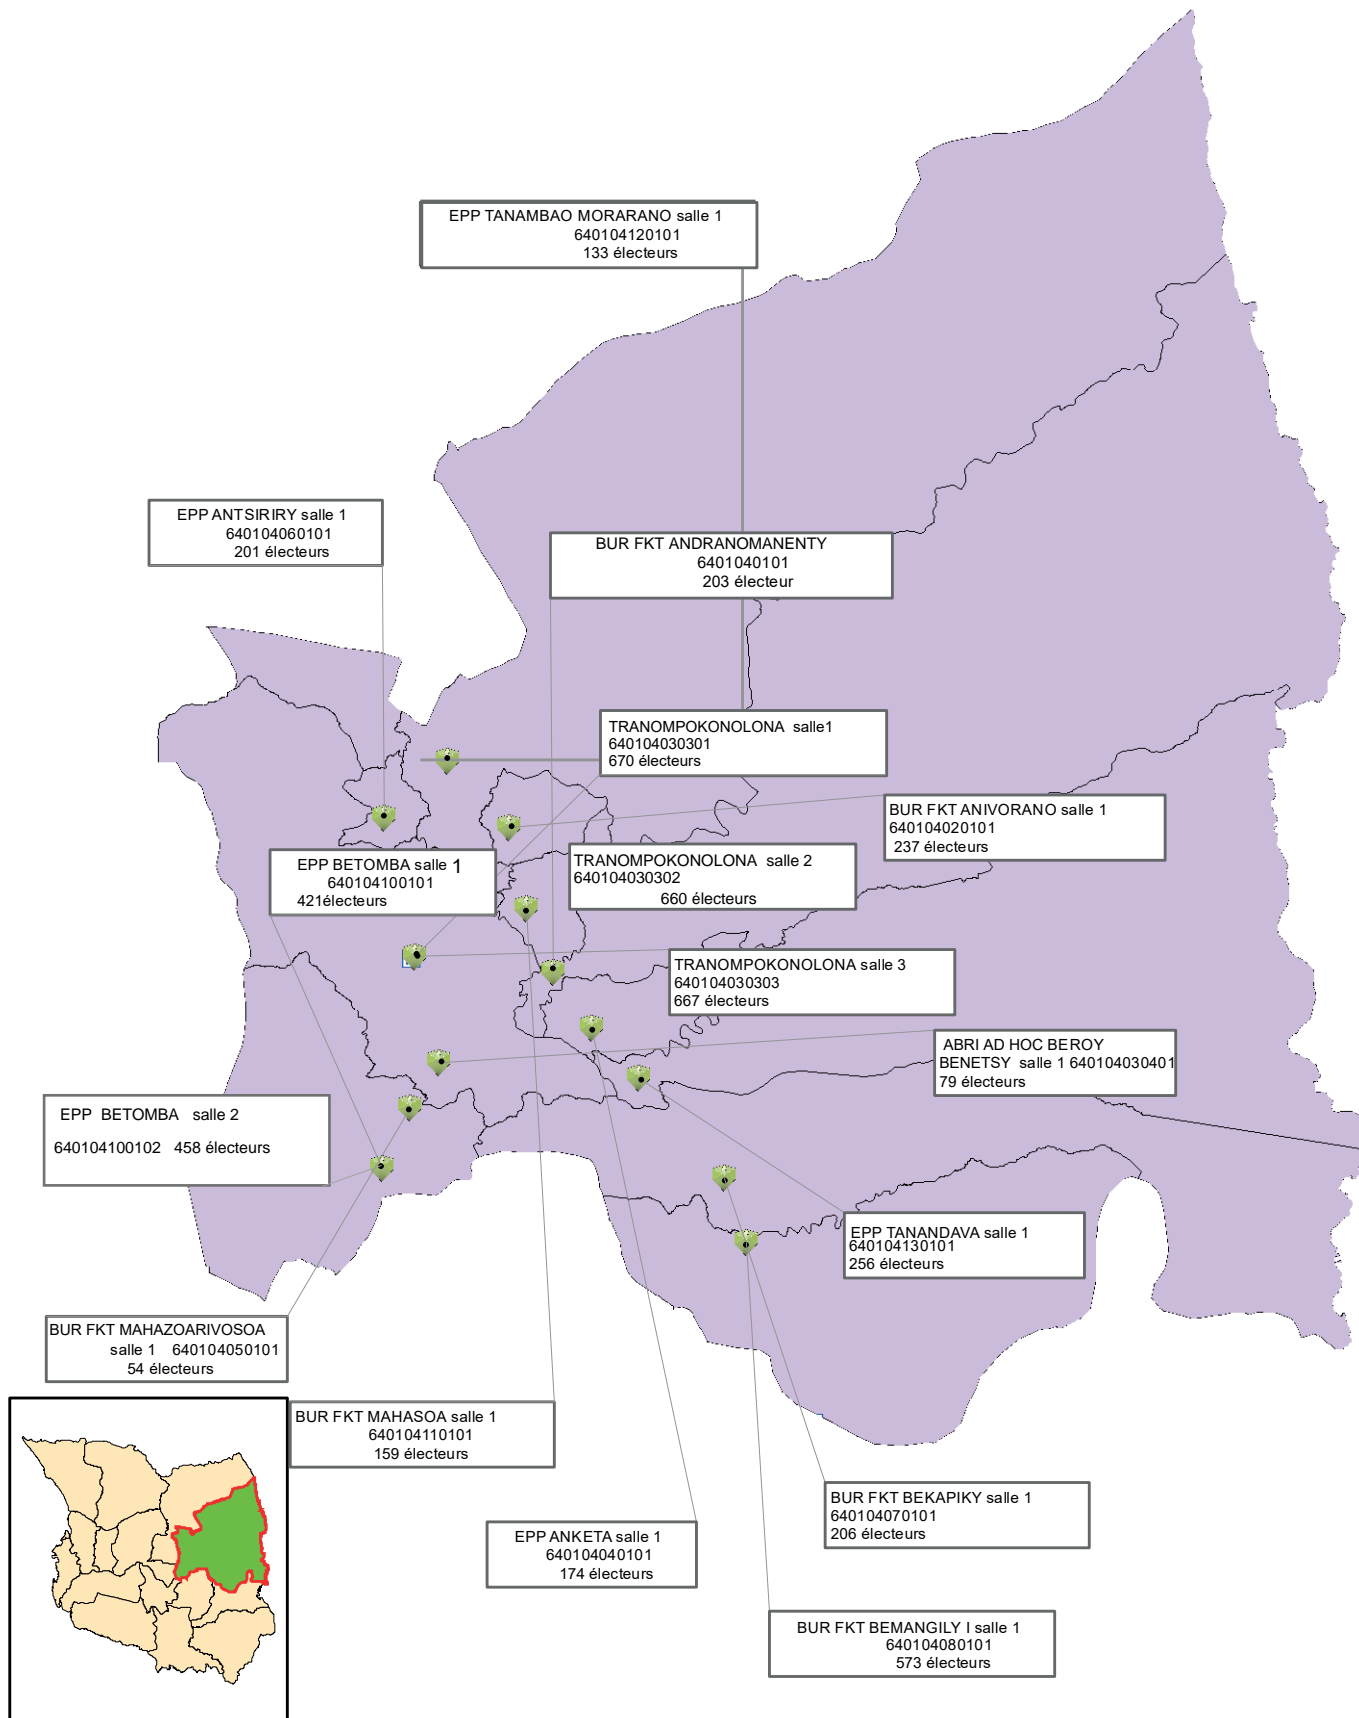 EPP TANAMBAO MORARANO salle 1
640104120101
133 électeurs
EPP ANTSIRIRY salle 1
640104060101
201 électeurs
BUR FKT ANDRANOMANENTY
6401040101
203 électeur
TRANOMPOKONOLONA salle1
640104030301
670 électeurs
BUR FKT ANIVORANO salle 1
640104020101
237 électeurs
EPP BETOMBA salle 1
640104100101
421électeurs
TRANOMPOKONOLONA salle 2
640104030302
660 électeurs
TRANOMPOKONOLONA salle 3
640104030303
667 électeurs
ABRI AD HOC BEROY
BENETSY salle 1 640104030401
79 électeurs
EPP BETOMBA salle 2
640104100102 458 électeurs
EPP TANANDAVA salle 1
640104130101
256 électeurs
BUR FKT MAHAZOARIVOSOA
salle 1 640104050101
54 électeurs
BUR FKT MAHASOA salle 1
640104110101
159 électeurs
BUR FKT BEKAPIKY salle 1
640104070101
206 électeurs
EPP ANKETA salle 1
640104040101
174 électeurs
BUR FKT BEMANGILY I salle 1
640104080101
573 électeurs